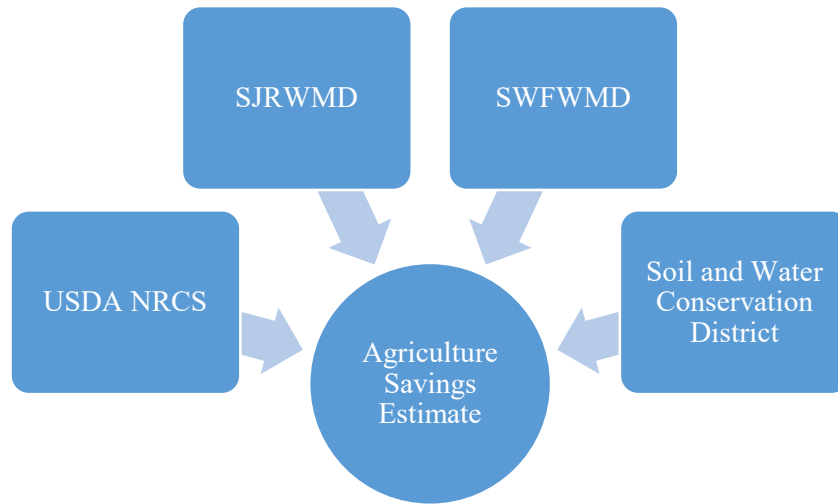 SJRWMD
SWFWMD
USDA NRCS
Soil and Water
Conservation
District
Agriculture
Savings
Estimate